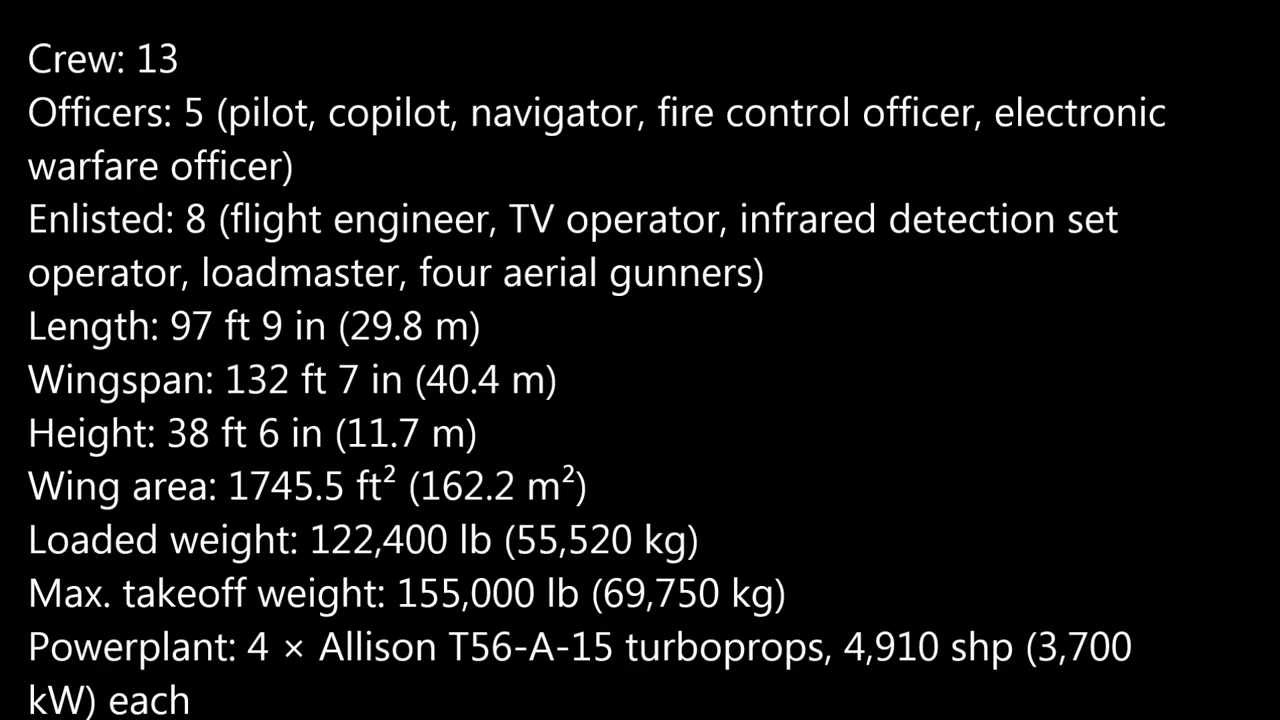 Crew: 13
Officers: 5 (pilot, copilot, navigator, fire control officer, electronic
warfare officer)
Enlisted: 8 (flight engineer, TV operator, infrared detection set
operator, loadmaster, four aerial gunners)
Length: 97 ft 9 in (29.8 m)
Wingspan: 132 ft 7 in (40.4 m)
Height: 38 ft 6 in (11.7 m)
Wing area: 1745.5 ft² (162.2 m²)
Loaded weight: 122,400 lb (55,520 kg)
Max. takeoff weight: 155,000 lb (69,750 kg)
Powerplant: 4 × Allison T56-A-15 turboprops, 4,910 shp (3,700
kW) each